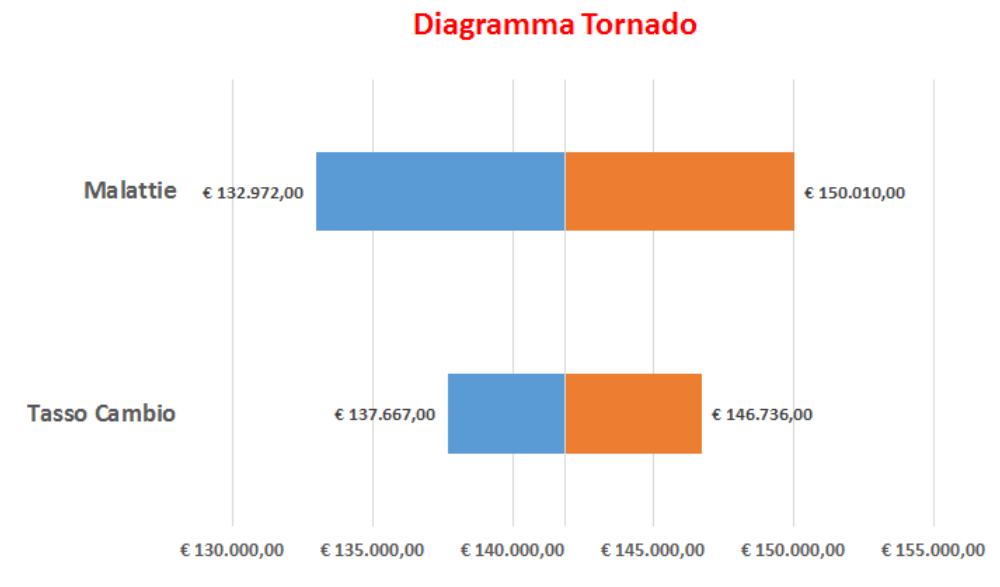 Diagramma Tornado
Malattie € 132.972,00 € 150.010,00
Tasso Cambio € 137.667,00 € 146.736,00
€ 130.000,00 € 135.000,00 € 140.000,00 € 145.000,00 € 150.000,00 € 155.000,00